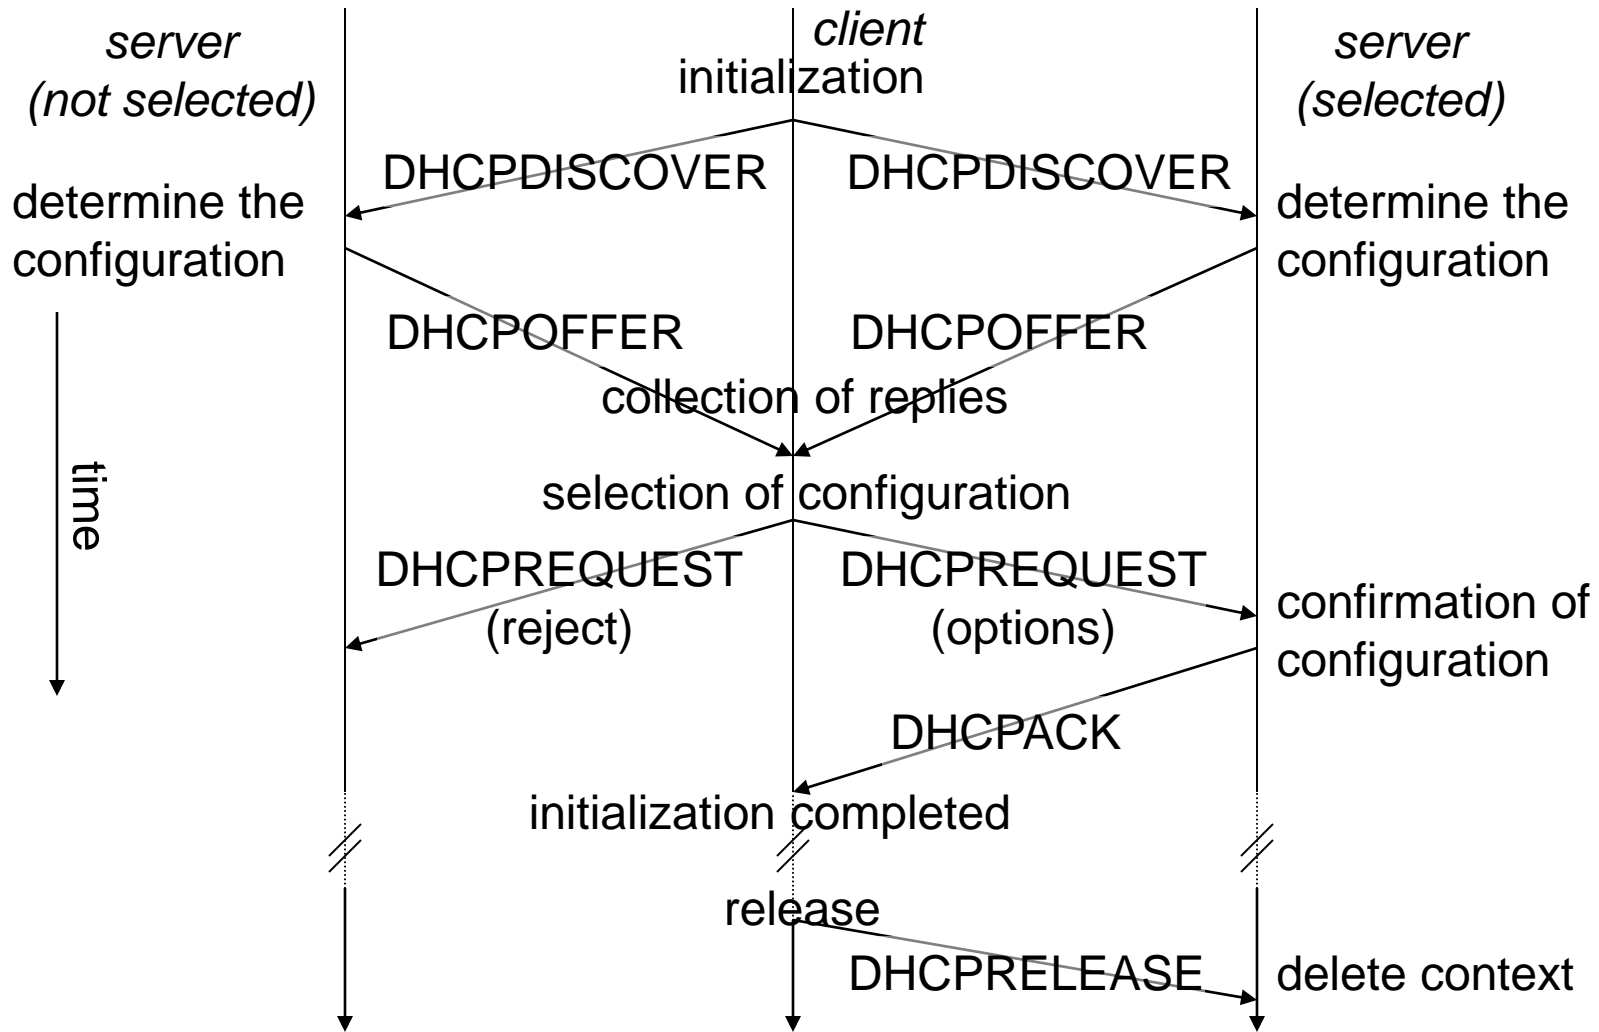 client
server
(not selected)
initialization
server
(selected)
DHCPDISCOVER
DHCPDISCOVER
determine the
configuration
determine the
configuration
DHCPOFFER
DHCPOFFER
collection of replies
time
selection of configuration
DHCPREQUEST
(reject)
DHCPREQUEST
(options)
confirmation of
configuration
DHCPACK
initialization completed
release
DHCPRELEASE
delete context